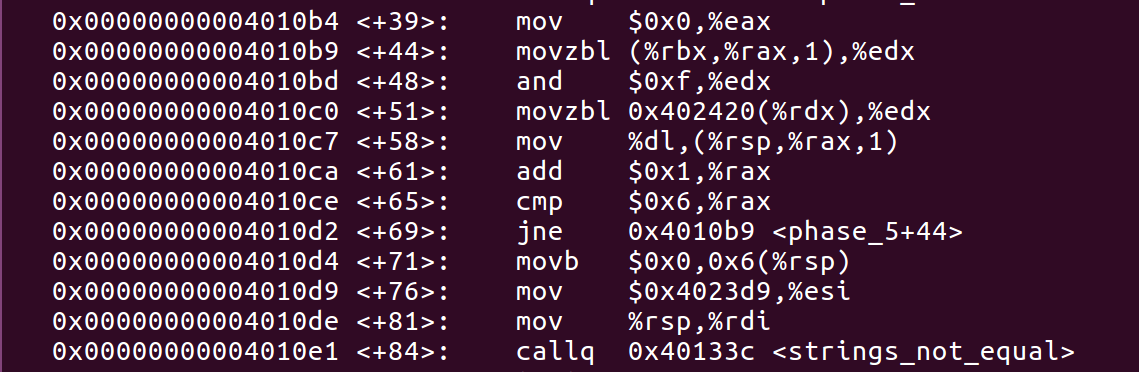 0x00000000004010b4 <+39>: mov $0x0,%eax
0x00000000004010b9 <+44>: movzbl (%rbx,%rax,1),%edx
0x00000000004010bd <+48>: and $0xf,%edx
0x00000000004010c0 <+51>: movzbl 0x402420(%rdx),%edx
0x00000000004010c7 <+58>: mov %dl,(%rsp,%rax,1)
0x00000000004010ca <+61>: add $0x1,%rax
0x00000000004010ce <+65>: cmp $0x6,%rax
0x00000000004010d2 <+69>: jne 0x4010b9 <phase_5+44>
0x00000000004010d4 <+71>: movb $0x0,0x6(%rsp)
0x00000000004010d9 <+76>: mov $0x4023d9,%esi
0x00000000004010de <+81>: mov %rsp,%rdi
0x00000000004010e1 <+84>: callq 0x40133c <strings_not_equal>